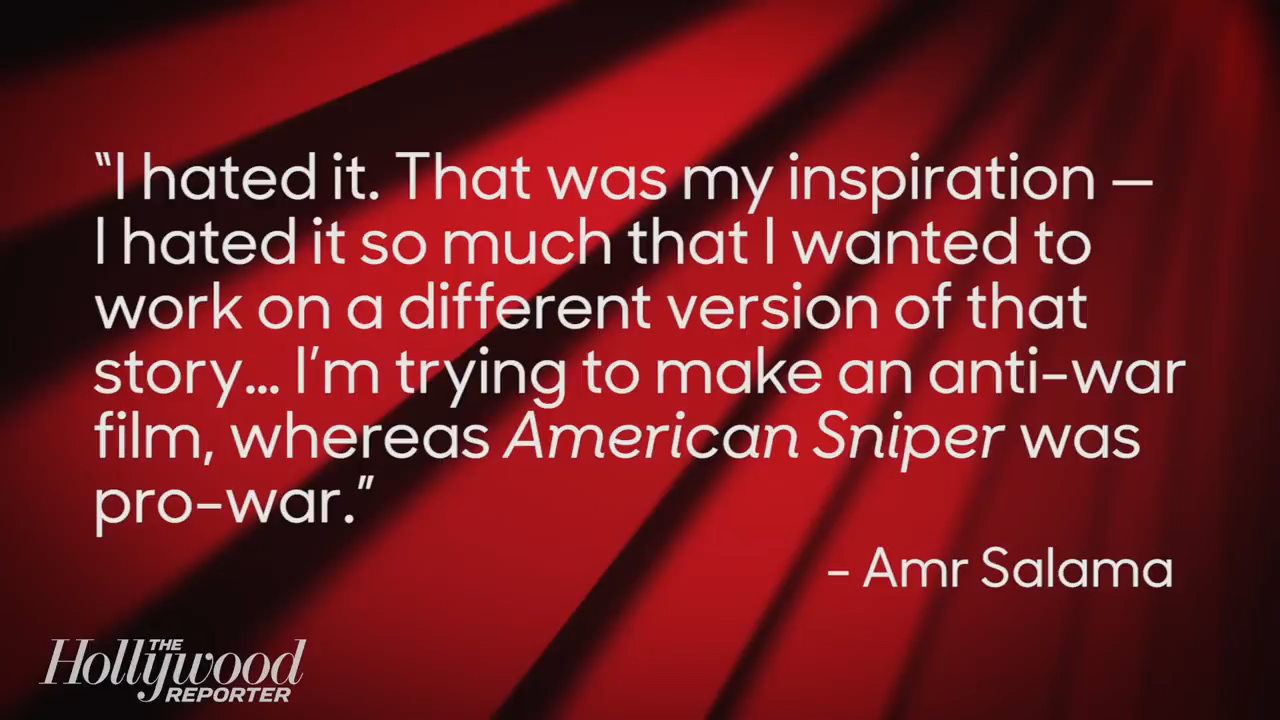 “I hated it. That was my inspiration —
I hated it so much that I wanted to
work on a different version of that
story... I’m trying to make an anti-war
film, whereas American Sniper was
pro-war.”
- Amr Salama
THE
Hollywood
REPORTER